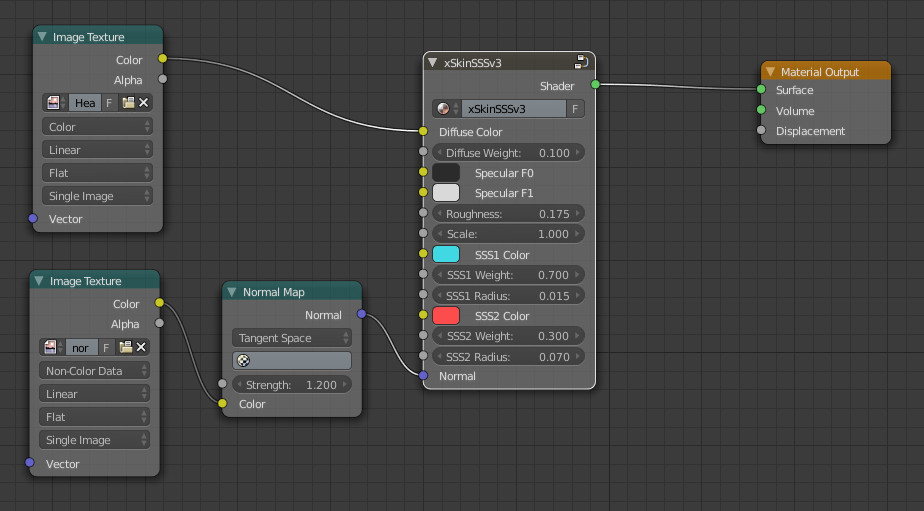 Image Texture
Color
Alpha
Hea F
Color
Linear
Flat
Single Image
Vector
Image Texture
Color
Alpha
nor F
Non-Color Data
Linear
Flat
Single Image
Vector
Normal Map
Normal
Tangent Space
Strength: 1.200
Color
xSkinSSSv3
Shader
xSkinSSSv3 F
Diffuse Color
Diffuse Weight: 0.100
Specular F0
Specular F1
Roughness: 0.175
Scale: 1.000
SSS1 Color
SSS1 Weight: 0.700
SSS1 Radius: 0.015
SSS2 Color
SSS2 Weight: 0.300
SSS2 Radius: 0.070
Normal
Material Output
Surface
Volume
Displacement